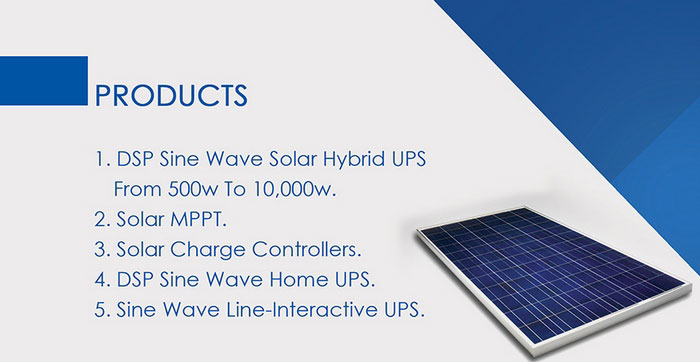 PRODUCTS
1. DSP Sine Wave Solar Hybrid UPS
From 500w To 10,000w.
2. Solar MPPT.
3. Solar Charge Controllers.
4. DSP Sine Wave Home UPS.
5. Sine Wave Line-Interactive UPS.